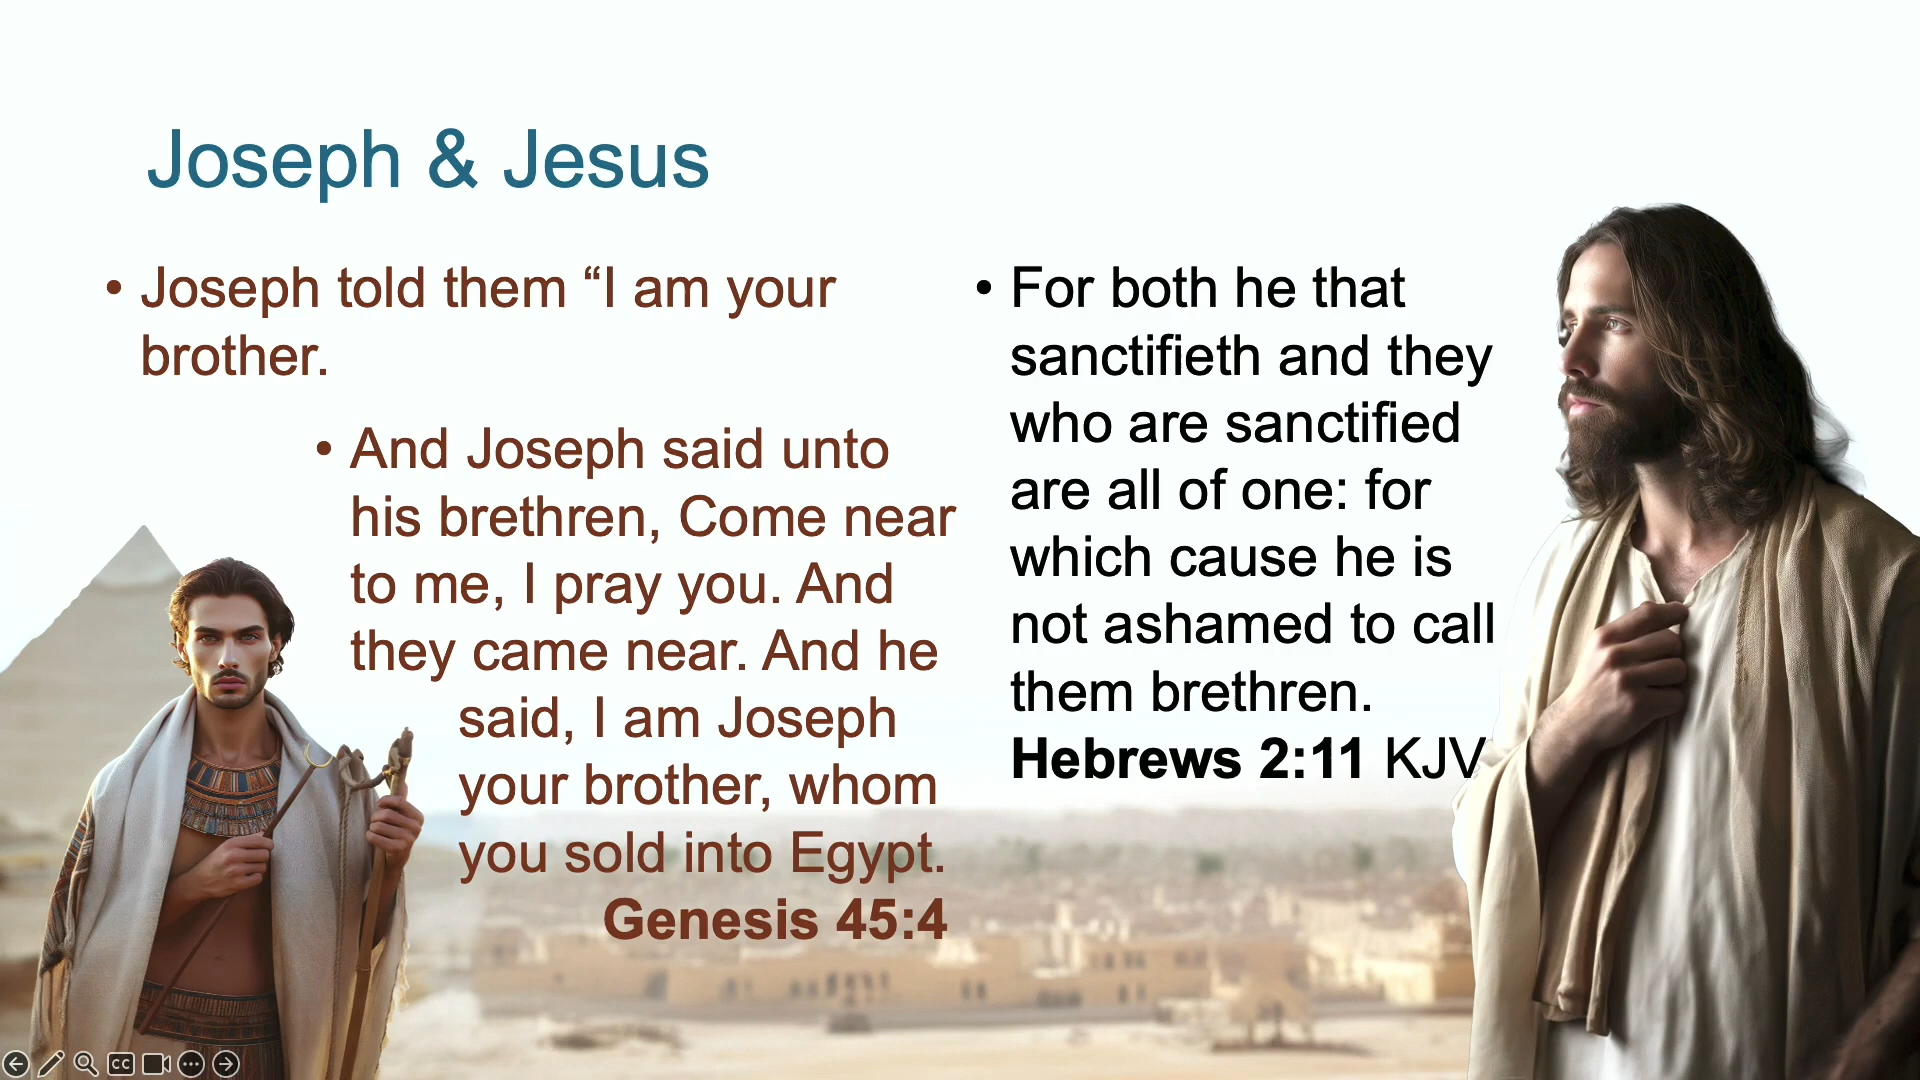 Joseph & Jesus
• Joseph told them “I am your
brother.
• And Joseph said unto
his brethren, Come near
to me, I pray you. And
they came near. And he
said, I am Joseph
your brother, whom
you sold into Egypt.
Genesis 45:4
• For both he that
sanctifieth and they
who are sanctified
are all of one: for
which cause he is
not ashamed to call
them brethren.
Hebrews 2:11 KJV
CC